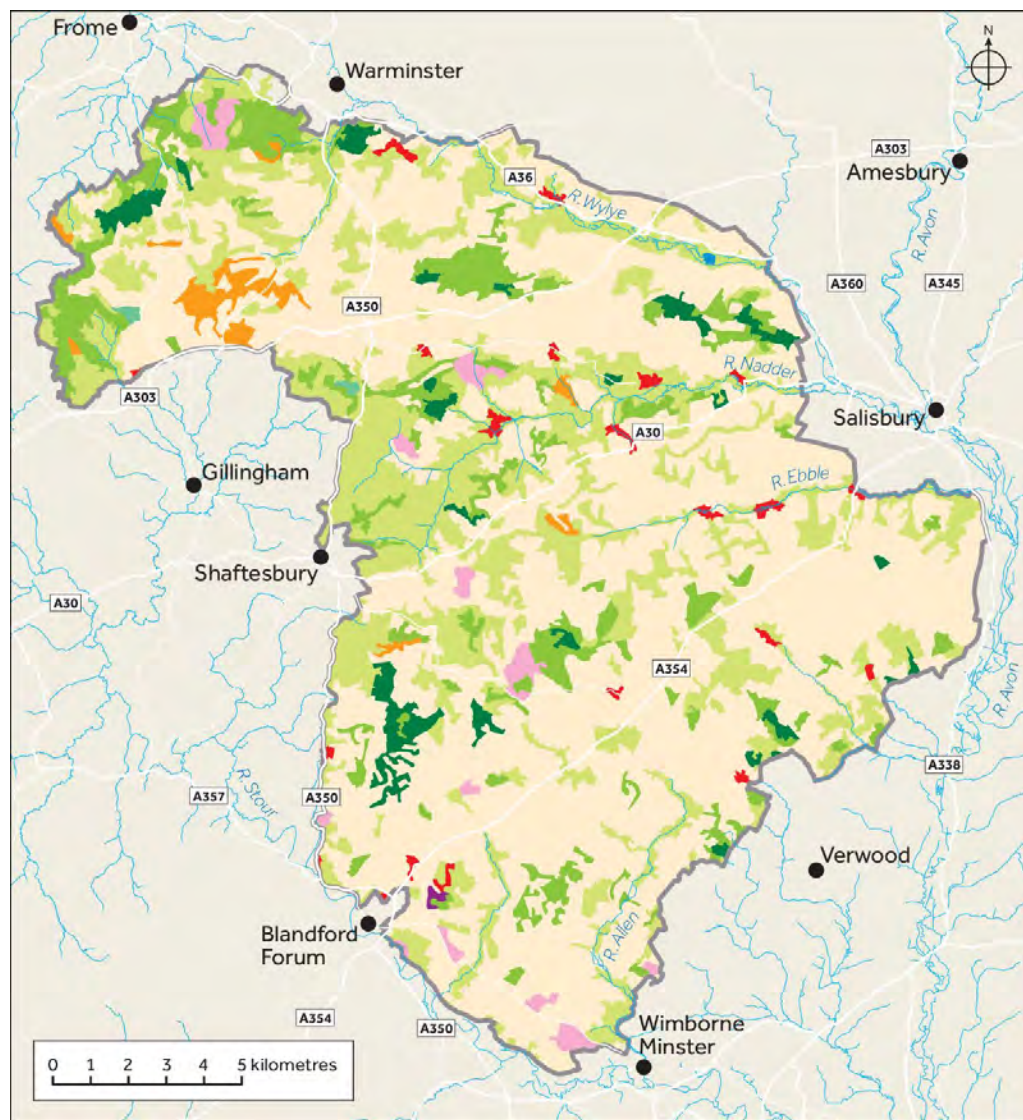 Frome
Warminster
N
A303
Amesbury
A36
R.Wylye
R.Avon
A350
A360
A345
R.Nadder
A303
Salisbury
A30
Gillingham
R.Ebble
Shaftesbury
A30
A354
R.Avon
R.Stour
A338
A357
A350
Verwood
Blandford
Forum
R.Allen
A354
A350
Wimborne
Minster
0 1 2 3 4 5 kilometres